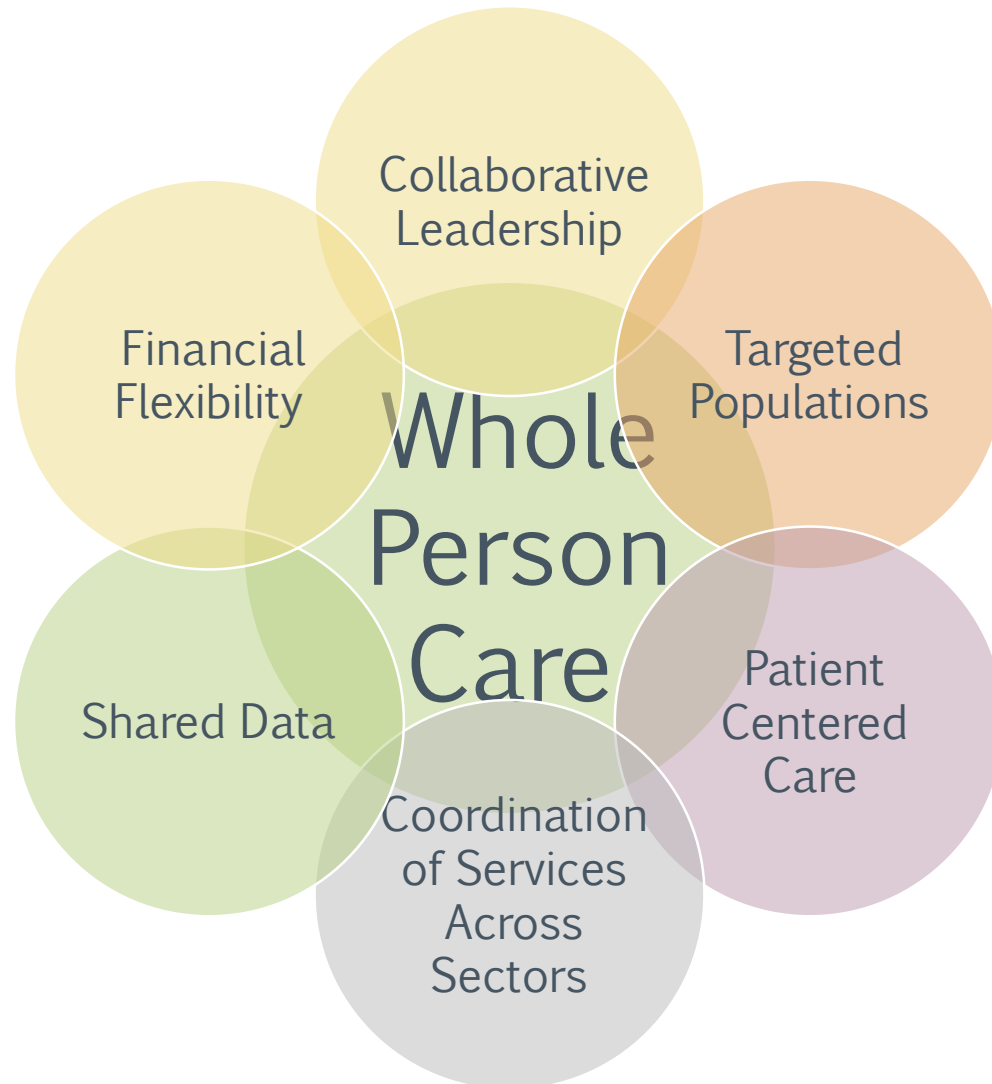 Collaborative
Leadership
Financial
Flexibility
Targeted
Populations
Whole
Person
Care
Shared Data
Patient
Centered
Care
Coordination
of Services
Across
Sectors